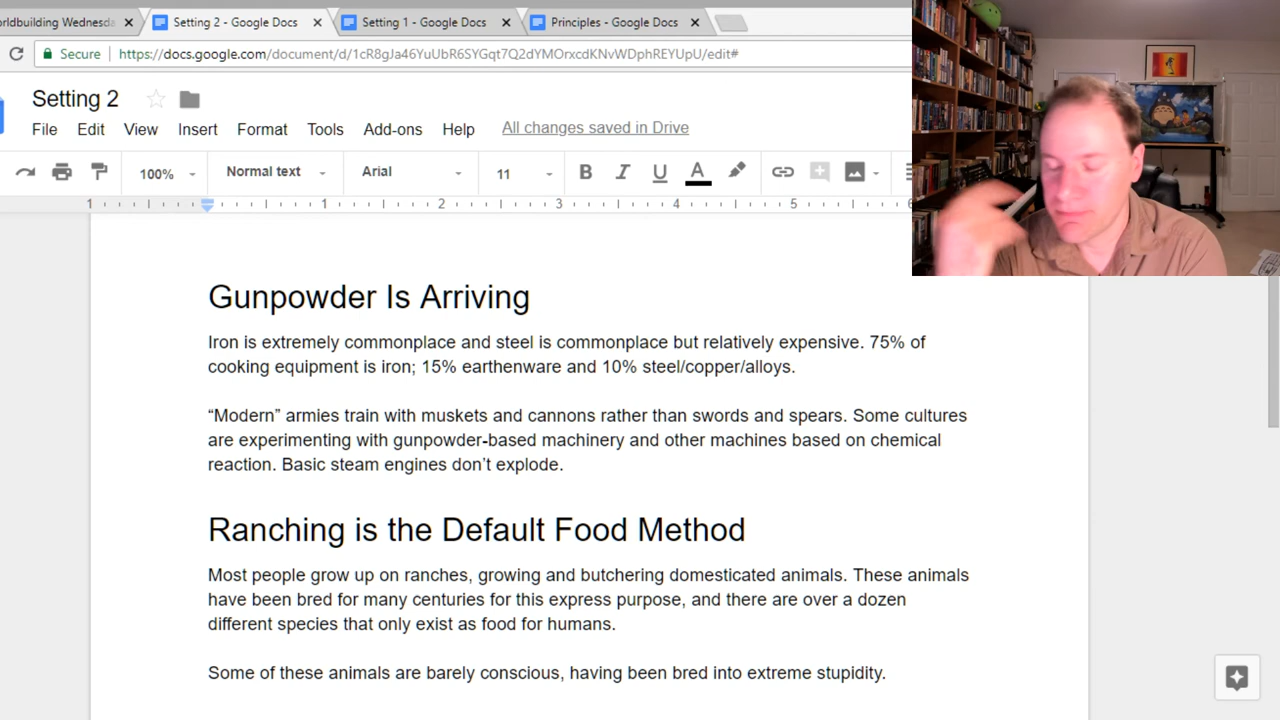 orldbuilding Wednesda
Setting 2 - Google Docs
Setting 1 - Google Docs
Principles - Google Docs
Secure
https://docs.google.com/document/d/1cR8gJa46YuUbR6SYGqt7Q2dYMOrxcdKNvWDphREYUpU/edit#
Setting 2
File Edit View Insert Format Tools Add-ons Help All changes saved in Drive
100% Normal text Arial 11 B I U A
1 1 2 3 4 5
Gunpowder Is Arriving
Iron is extremely commonplace and steel is commonplace but relatively expensive. 75% of
cooking equipment is iron; 15% earthenware and 10% steel/copper/alloys.
“Modern” armies train with muskets and cannons rather than swords and spears. Some cultures
are experimenting with gunpowder-based machinery and other machines based on chemical
reaction. Basic steam engines don’t explode.
Ranching is the Default Food Method
Most people grow up on ranches, growing and butchering domesticated animals. These animals
have been bred for many centuries for this express purpose, and there are over a dozen
different species that only exist as food for humans.
Some of these animals are barely conscious, having been bred into extreme stupidity.